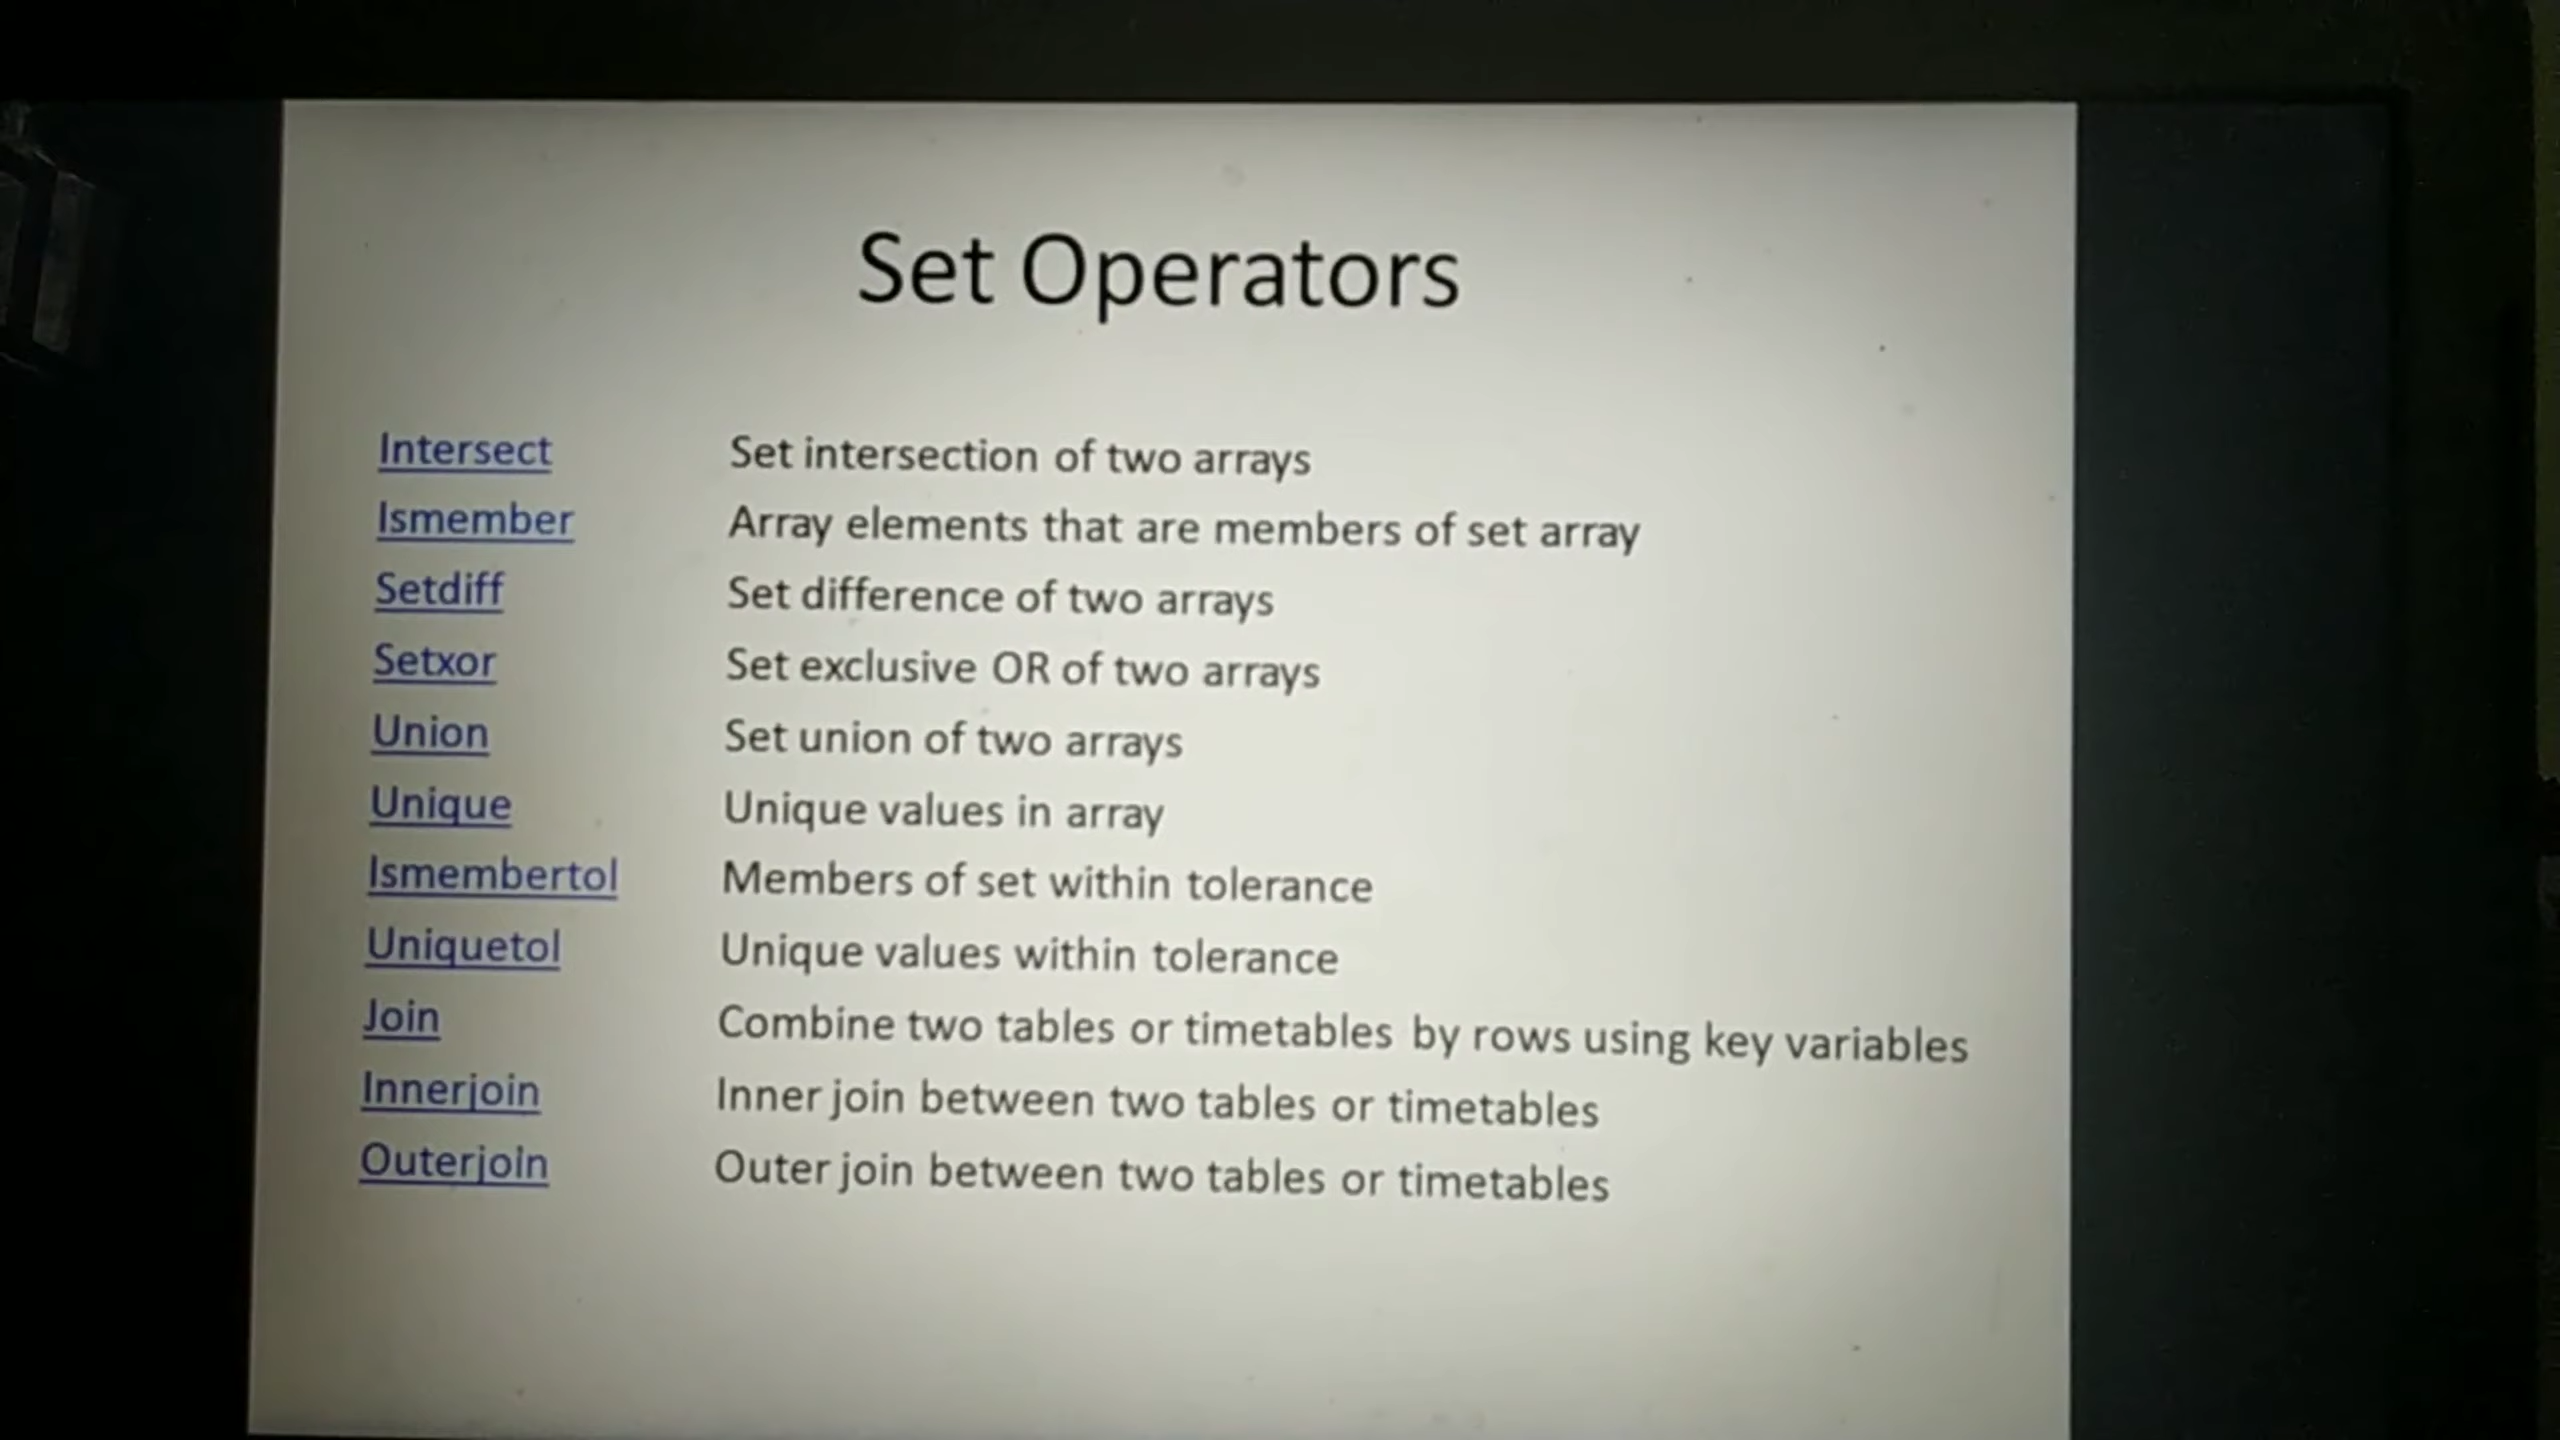 Set Operators
Intersect Set intersection of two arrays
Ismember Array elements that are members of set array
Setdiff Set difference of two arrays
Setxor Set exclusive OR of two arrays
Union Set union of two arrays
Unique Unique values in array
Ismembertol Members of set within tolerance
Uniquetol Unique values within tolerance
Join Combine two tables or timetables by rows using key variables
Innerjoin Inner join between two tables or timetables
Outerjoin Outer join between two tables or timetables